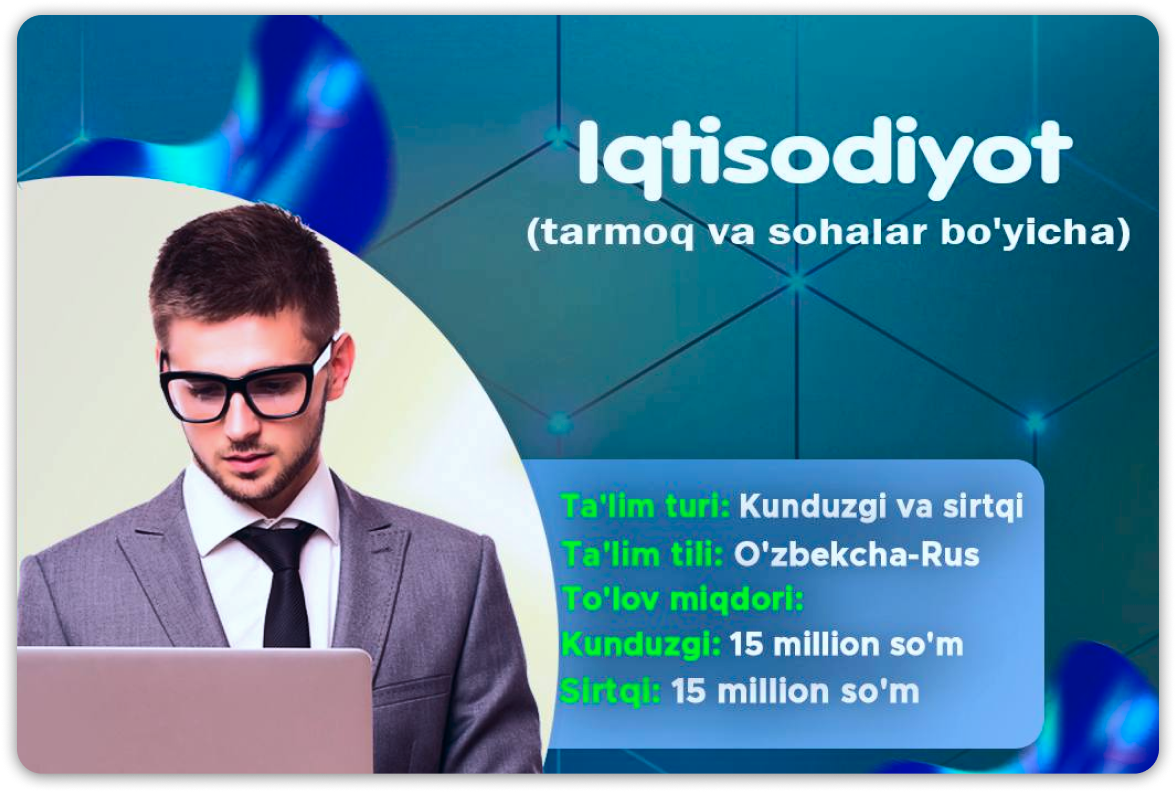 Iqtisodiyot
(tarmoq va sohalar bo'yicha)
Ta'lim turi: Kunduzgi va sirtqi
Ta'lim tili: O'zbekcha-Rus
To'lov miqdori:
Kunduzgi: 15 million so'm
SIrtqi: 15 million so'm